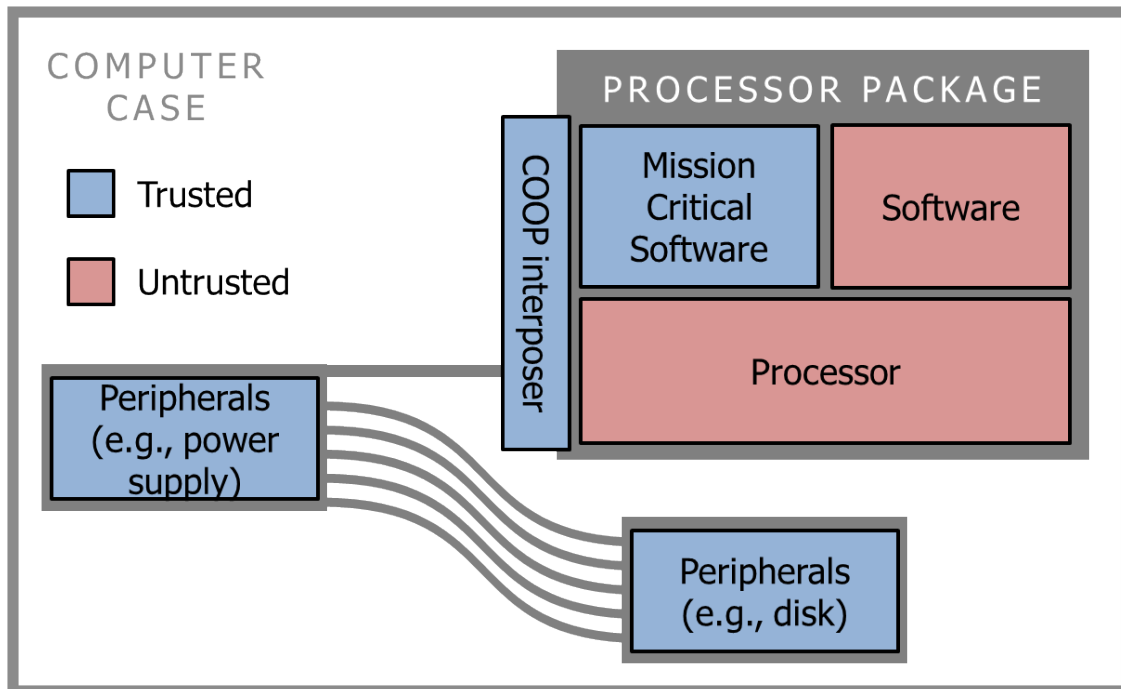 COMPUTER
CASE
Trusted
Untrusted
PROCESSOR PACKAGE
COOP interposer
Mission
Critical
Software
Software
Processor
Peripherals
(e.g., power
supply)
Peripherals
(e.g., disk)